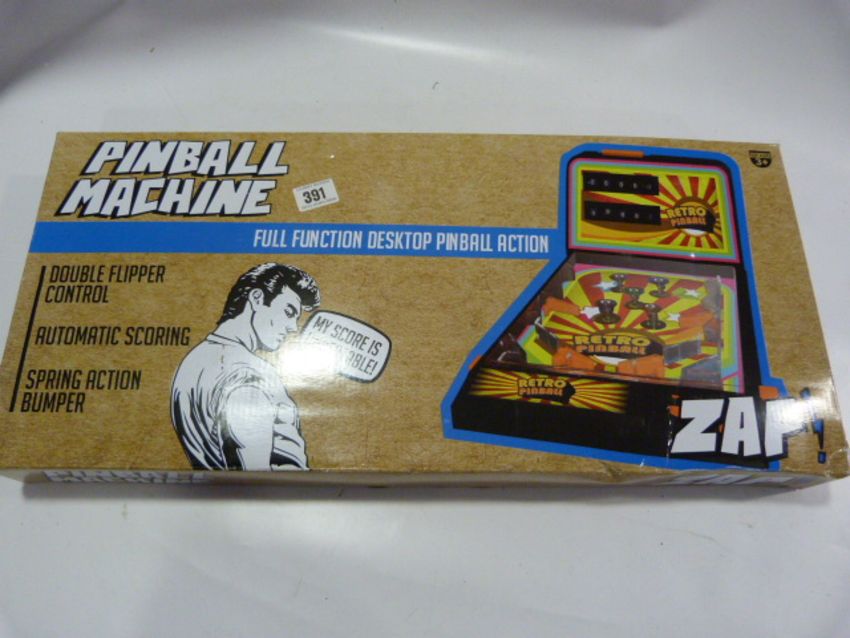 PINBALL
MACHINE
391
FULL FUNCTION DESKTOP PINBALL ACTION
DOUBLE FLIPPER
CONTROL
AUTOMATIC SCORING
SPRING ACTION
BUMPER
MY SCORE IS
RETRO
PINBALL
RETRO
PINBALL
RETRO
PINBALL
ZAP!
3+